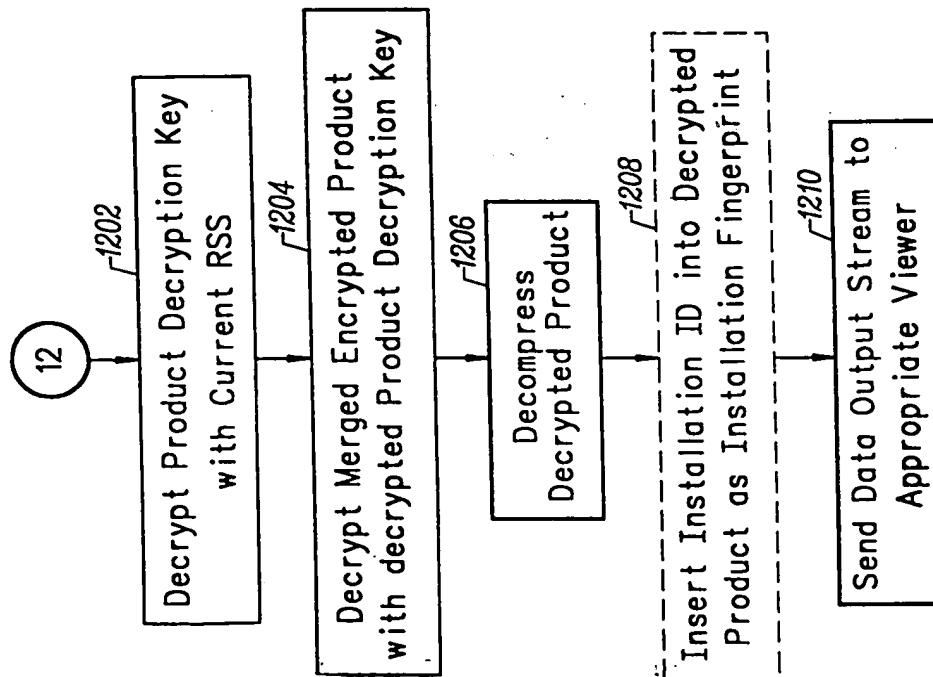 12
1202
Decrypt Product Decryption Key
with Current RSS
1204
Decrypt Merged Encrypted Product
with decrypted Product Decryption Key
1206
Decompress
Decrypted Product
1208
Insert Installation ID into Decrypted
Product as Installation Fingerprint
1210
Send Data Output Stream to
Appropriate Viewer